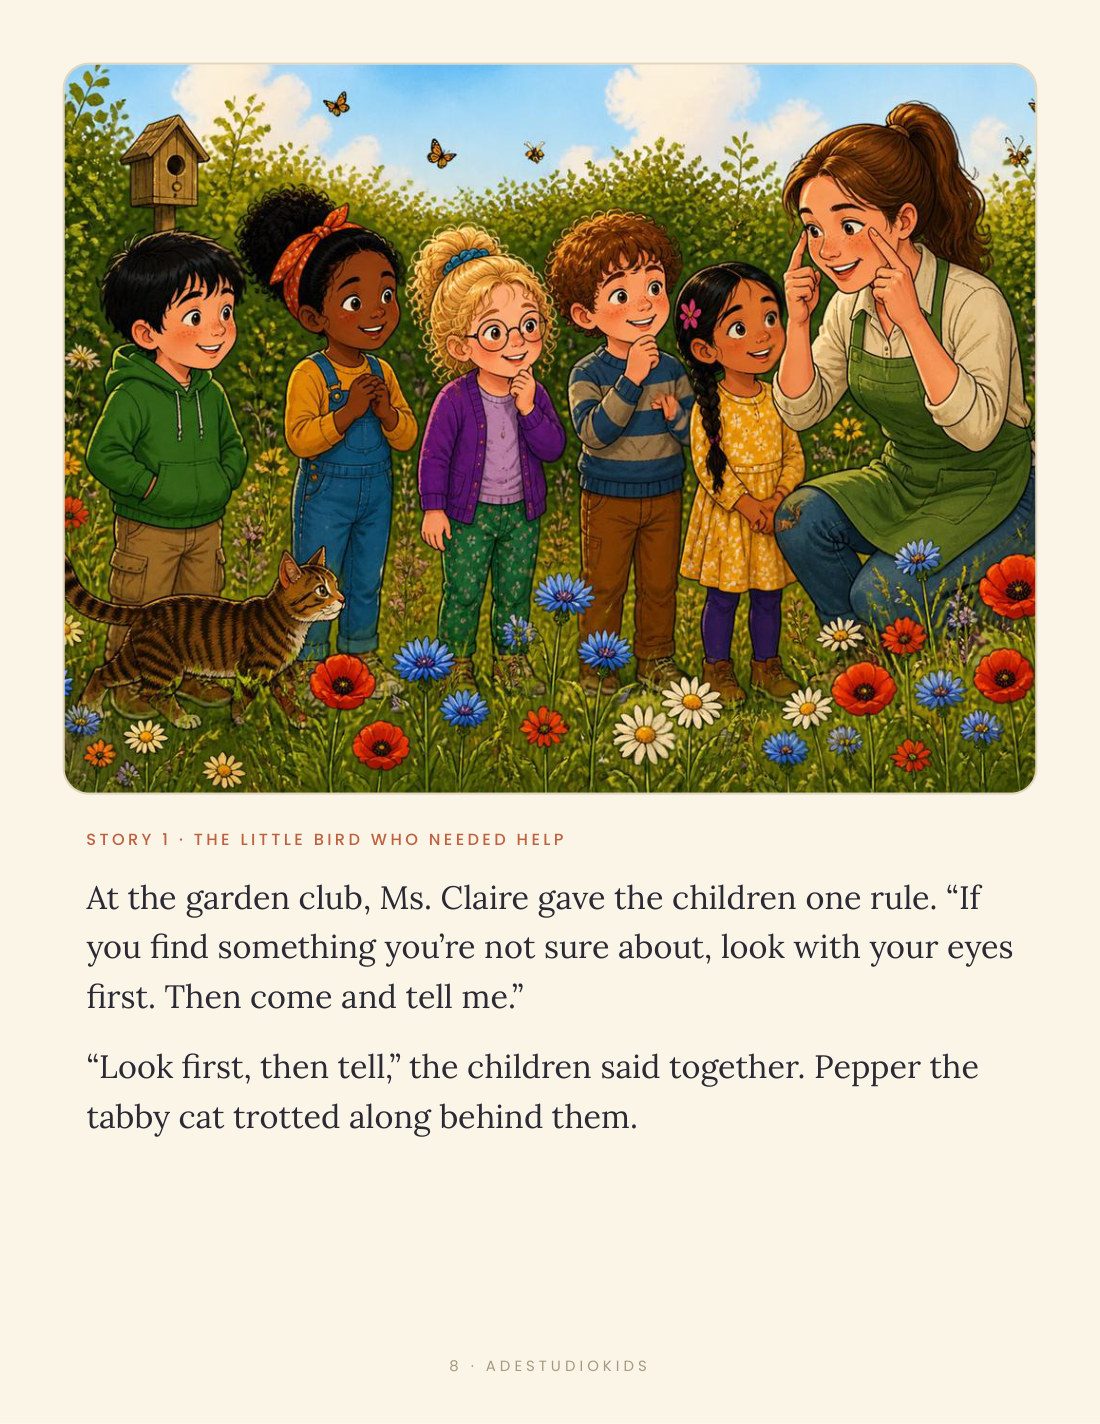 STORY 1 · THE LITTLE BIRD WHO NEEDED HELP
At the garden club, Ms. Claire gave the children one rule. “If
you find something you’re not sure about, look with your eyes
first. Then come and tell me.”
“Look first, then tell,” the children said together. Pepper the
tabby cat trotted along behind them.
8 · ADESTUDIOKIDS